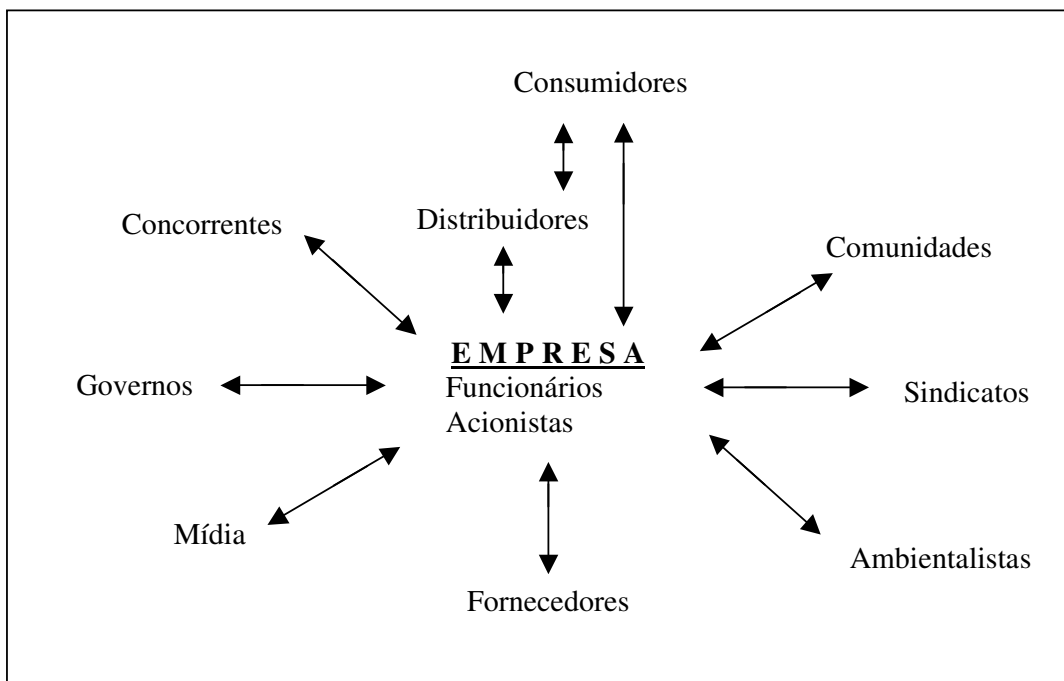 Consumidores
Concorrentes
Distribuidores
Comunidades
E M P R E S A
Governos
Funcionários
Sindicatos
Acionistas
Mídia
Ambientalistas
Fornecedores